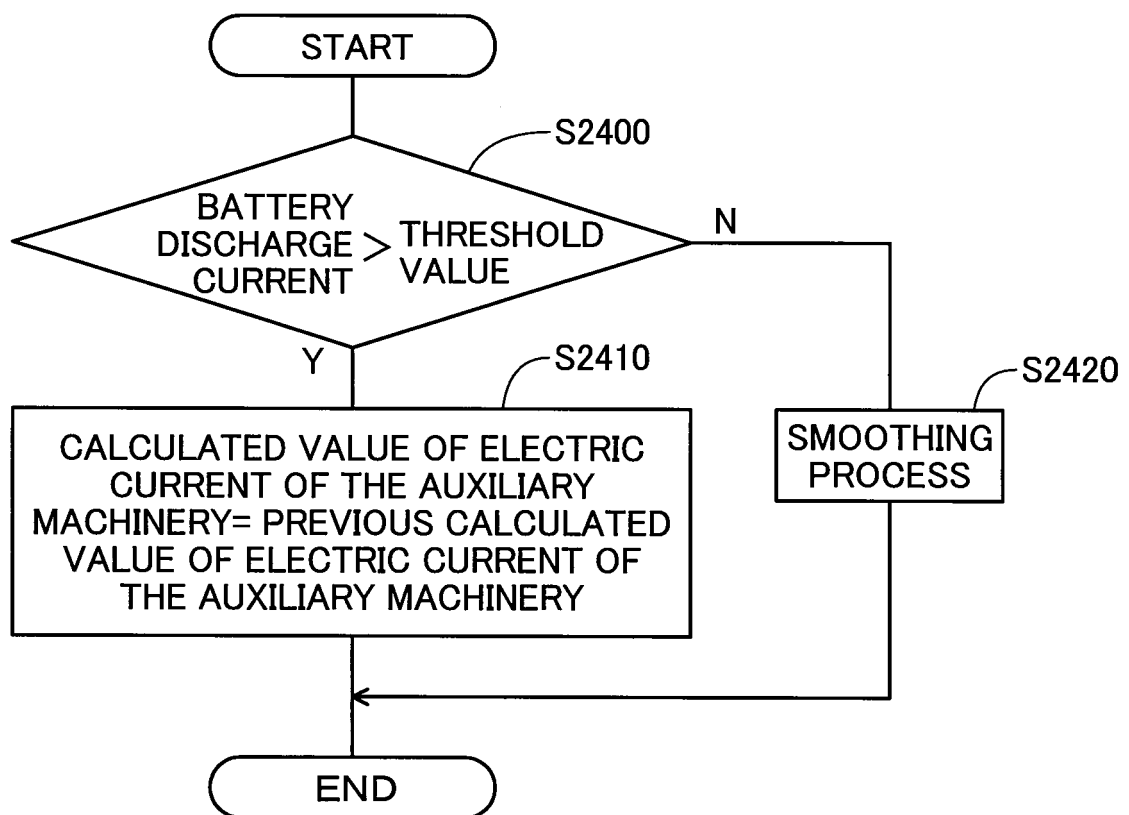 START
S2400
BATTERY
DISCHARGE
CURRENT
>
THRESHOLD
VALUE
N
Y
S2410
S2420
CALCULATED VALUE OF ELECTRIC
CURRENT OF THE AUXILIARY
MACHINERY= PREVIOUS CALCULATED
VALUE OF ELECTRIC CURRENT OF
THE AUXILIARY MACHINERY
SMOOTHING
PROCESS
END